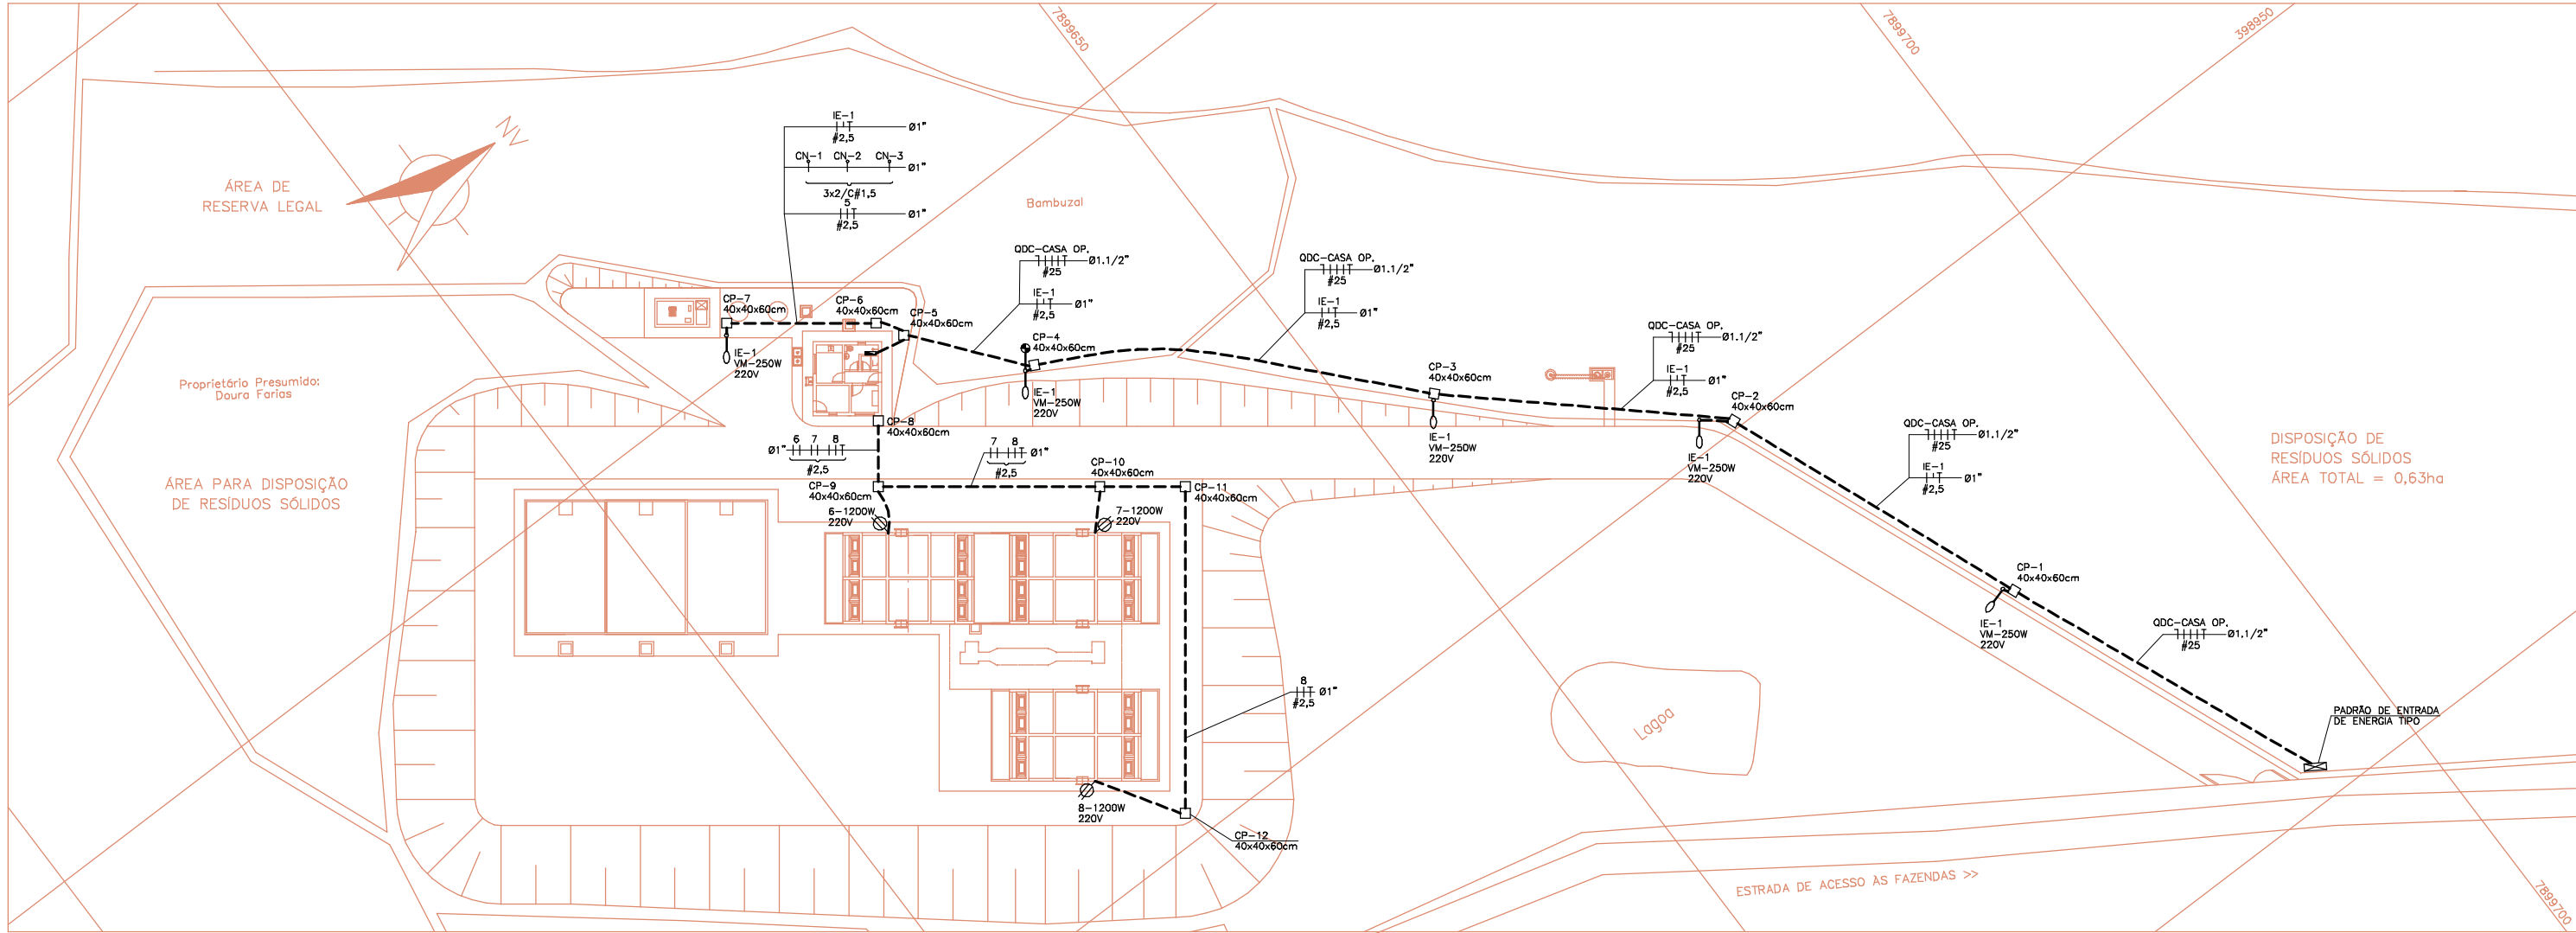 7899650
7899700
398950
N
IE-1
#2,5
Ø1"
CN-1 CN-2 CN-3
Ø1"
3x2/C#1,5
5
#2,5
Ø1"
ÁREA DE
RESERVA LEGAL
Bambuzal
QDC-CASA OP.
#25
Ø1.1/2"
IE-1
#2,5
Ø1"
QDC-CASA OP.
#25
Ø1.1/2"
IE-1
#2,5
Ø1"
QDC-CASA OP.
#25
Ø1.1/2"
IE-1
#2,5
Ø1"
CP-7
40x40x60cm
CP-6
40x40x60cm
CP-5
40x40x60cm
CP-4
40x40x60cm
CP-3
40x40x60cm
CP-2
40x40x60cm
IE-1
VM-250W
220V
IE-1
VM-250W
220V
IE-1
VM-250W
220V
IE-1
VM-250W
220V
Proprietário Presumido:
Doura Farias
CP-8
40x40x60cm
QDC-CASA OP.
#25
Ø1.1/2"
IE-1
#2,5
Ø1"
DISPOSIÇÃO DE
RESÍDUOS SÓLIDOS
ÁREA TOTAL = 0,63ha
Ø1" 6 7 8
#2,5
7 8
#2,5
Ø1"
ÁREA PARA DISPOSIÇÃO
DE RESÍDUOS SÓLIDOS
CP-9
40x40x60cm
CP-10
40x40x60cm
CP-11
40x40x60cm
6-1200W
220V
7-1200W
220V
CP-1
40x40x60cm
IE-1
VM-250W
220V
QDC-CASA OP.
#25
Ø1.1/2"
8
#2,5
Ø1"
Lagoa
PADRÃO DE ENTRADA
DE ENERGIA TIPO
8-1200W
220V
CP-12
40x40x60cm
ESTRADA DE ACESSO ÀS FAZENDAS >>
7899700